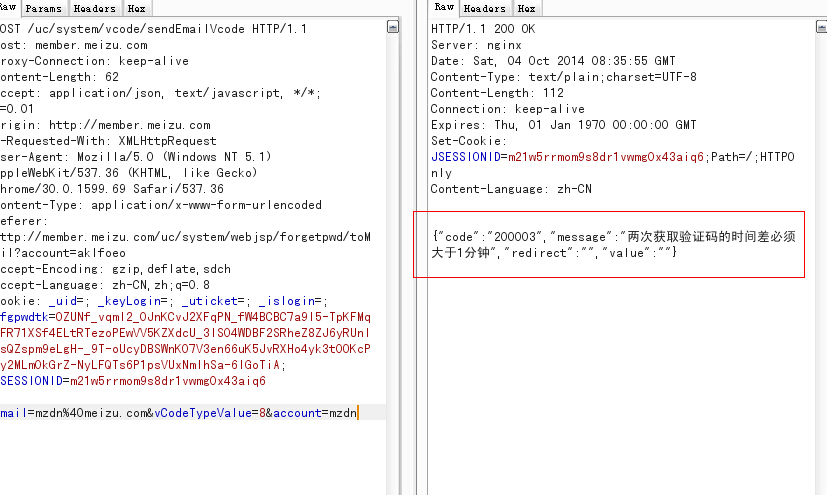 Raw Params Headers Hex
OST /uc/system/vcode/sendEmailVcode HTTP/1.1
ost: member.meizu.com
roxy-Connection: keep-alive
ontent-Length: 62
ccept: application/json, text/javascript, */*;
=0.01
rigin: http://member.meizu.com
-Requested-With: XMLHttpRequest
ser-Agent: Mozilla/5.0 (Windows NT 5.1)
ppleWebKit/537.36 (KHTML, like Gecko)
hrome/30.0.1599.69 Safari/537.36
ontent-Type: application/x-www-form-urlencoded
eferer:
ttp://member.meizu.com/uc/system/webjsp/forgetpwd/toM
il?account=aklfoeo
ccept-Encoding: gzip,deflate,sdch
ccept-Language: zh-CN,zh;q=0.8
ookie: _uid=; _keyLogin=; _uticket=; _islogin=;
fgpwdtk=OZUNf_vqml2_OJnKCvJ2XFqPN_fW4BCBC7a9I5-TpKFMq
FR71XSf4ELtRTezoPEwVV5KZXdcU_3ISO4WDBF2SRheZ8ZJ6yRUnI
sQZspm9eLgH-_9T-oUcyDBSWnKO7V3en66uK5JvRXHo4yk3tOOKcP
y2MLmOkGrZ-NyLFQTs6P1psVUxNmIhSa-6IGoTiA;
SESSIONID=m21w5rrmom9s8dr1vwmg0x43aiq6
mail=mzdn%40meizu.com&vCodeTypeValue=8&account=mzdn
Raw Headers Hex
HTTP/1.1 200 OK
Server: nginx
Date: Sat, 04 Oct 2014 08:35:55 GMT
Content-Type: text/plain;charset=UTF-8
Content-Length: 112
Connection: keep-alive
Expires: Thu, 01 Jan 1970 00:00:00 GMT
Set-Cookie:
JSESSIONID=m21w5rrmom9s8dr1vwmg0x43aiq6;Path=/;HTTPO
nly
Content-Language: zh-CN
{"code":"200003","message":"两次获取验证码的时间差必须
大于1分钟","redirect":"","value":""}